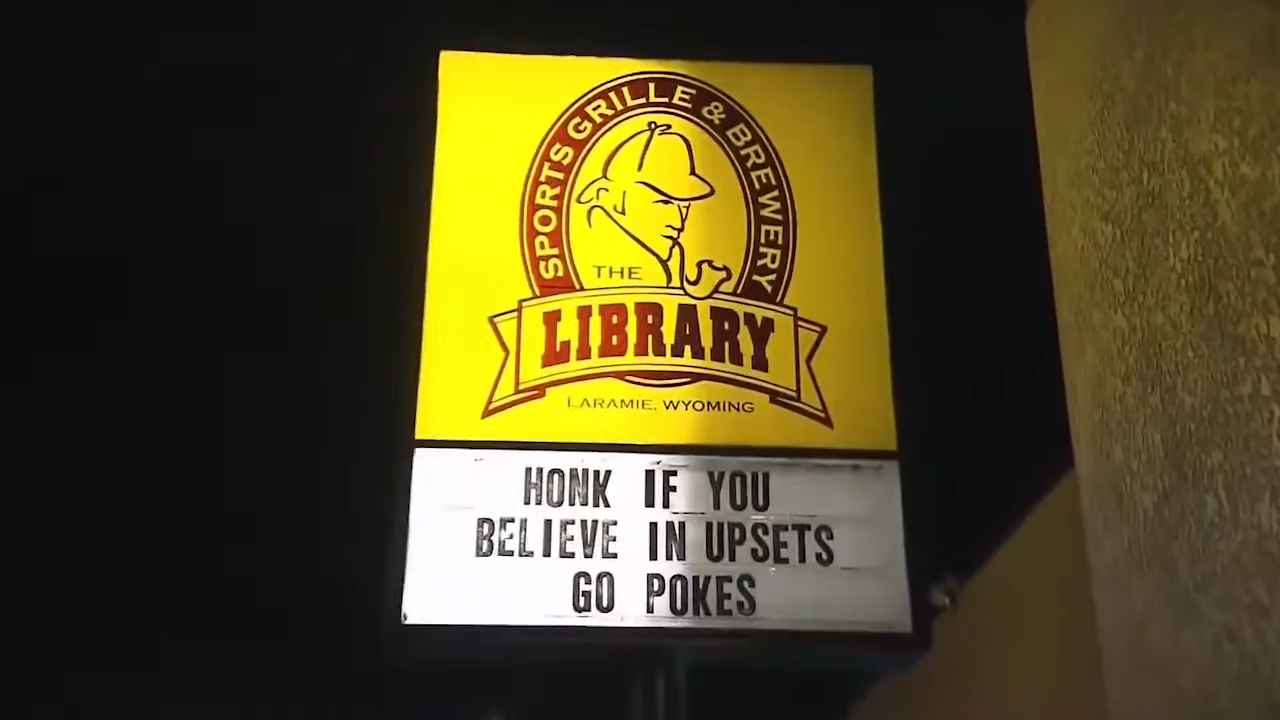 SPORTS GRILLE & BREWERY
THE
LIBRARY
LARAMIE, WYOMING
HONK IF YOU
BELIEVE IN UPSETS
GO POKES